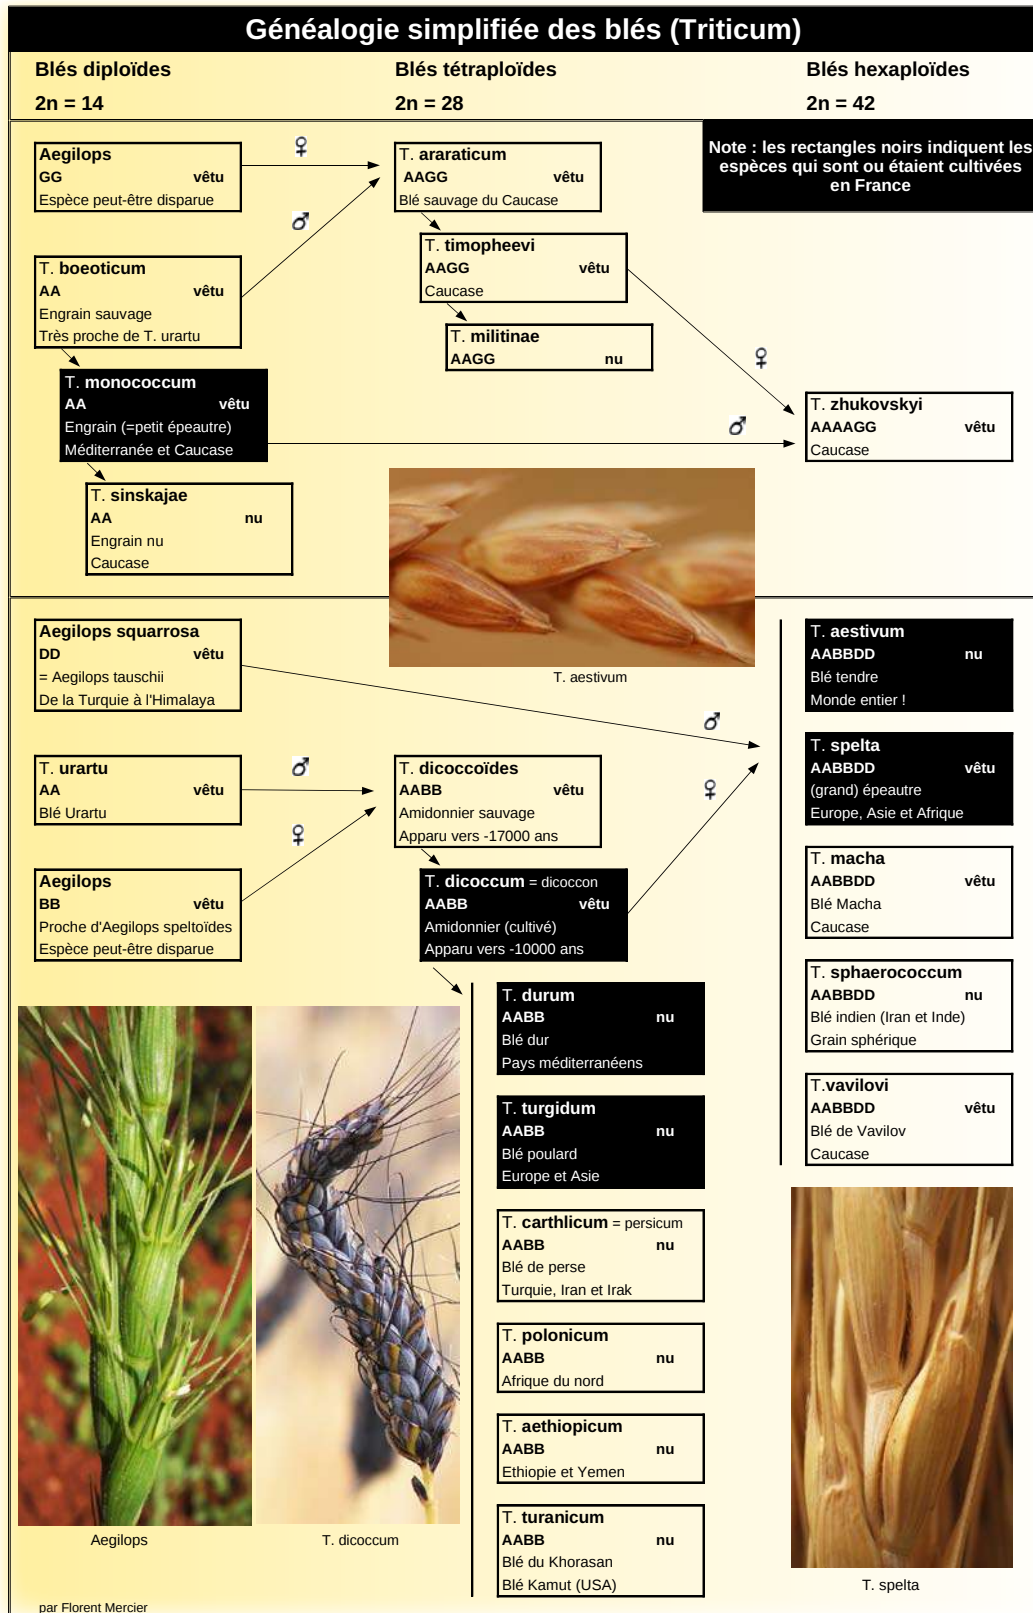 Généalogie simplifiée des blés (Triticum)
Blés diploïdes
2n = 14
Blés tétraploïdes
2n = 28
Blés hexaploïdes
2n = 42
Note : les rectangles noirs indiquent les
espèces qui sont ou étaient cultivées
en France
Aegilops
GG vêtu
Espèce peut-être disparue
T. boeoticum
AA vêtu
Engrain sauvage
Très proche de T. urartu
T. monococcum
AA vêtu
Engrain (=petit épeautre)
Méditerranée et Caucase
T. sinskajae
AA nu
Engrain nu
Caucase
T. araraticum
AAGG vêtu
Blé sauvage du Caucase
T. timopheevi
AAGG vêtu
Caucase
T. militinae
AAGG nu
T. zhukovskyi
AAAAGG vêtu
Caucase
T. aestivum
Aegilops squarrosa
DD vêtu
= Aegilops tauschii
De la Turquie à l'Himalaya
T. urartu
AA vêtu
Blé Urartu
Aegilops
BB vêtu
Proche d'Aegilops speltoïdes
Espèce peut-être disparue
T. dicoccoïdes
AABB vêtu
Amidonnier sauvage
Apparu vers -17000 ans
T. dicoccum = dicoccon
AABB vêtu
Amidonnier (cultivé)
Apparu vers -10000 ans
T. durum
AABB nu
Blé dur
Pays méditerranéens
T. turgidum
AABB nu
Blé poulard
Europe et Asie
T. carthlicum = persicum
AABB nu
Blé de perse
Turquie, Iran et Irak
T. polonicum
AABB nu
Afrique du nord
T. aethiopicum
AABB nu
Ethiopie et Yemen
T. turanicum
AABB nu
Blé du Khorasan
Blé Kamut (USA)
T. aestivum
AABBDD nu
Blé tendre
Monde entier !
T. spelta
AABBDD vêtu
(grand) épeautre
Europe, Asie et Afrique
T. macha
AABBDD vêtu
Blé Macha
Caucase
T. sphaerococcum
AABBDD nu
Blé indien (Iran et Inde)
Grain sphérique
T.vavilovi
AABBDD vêtu
Blé de Vavilov
Caucase
Aegilops
T. dicoccum
T. spelta
par Florent Mercier